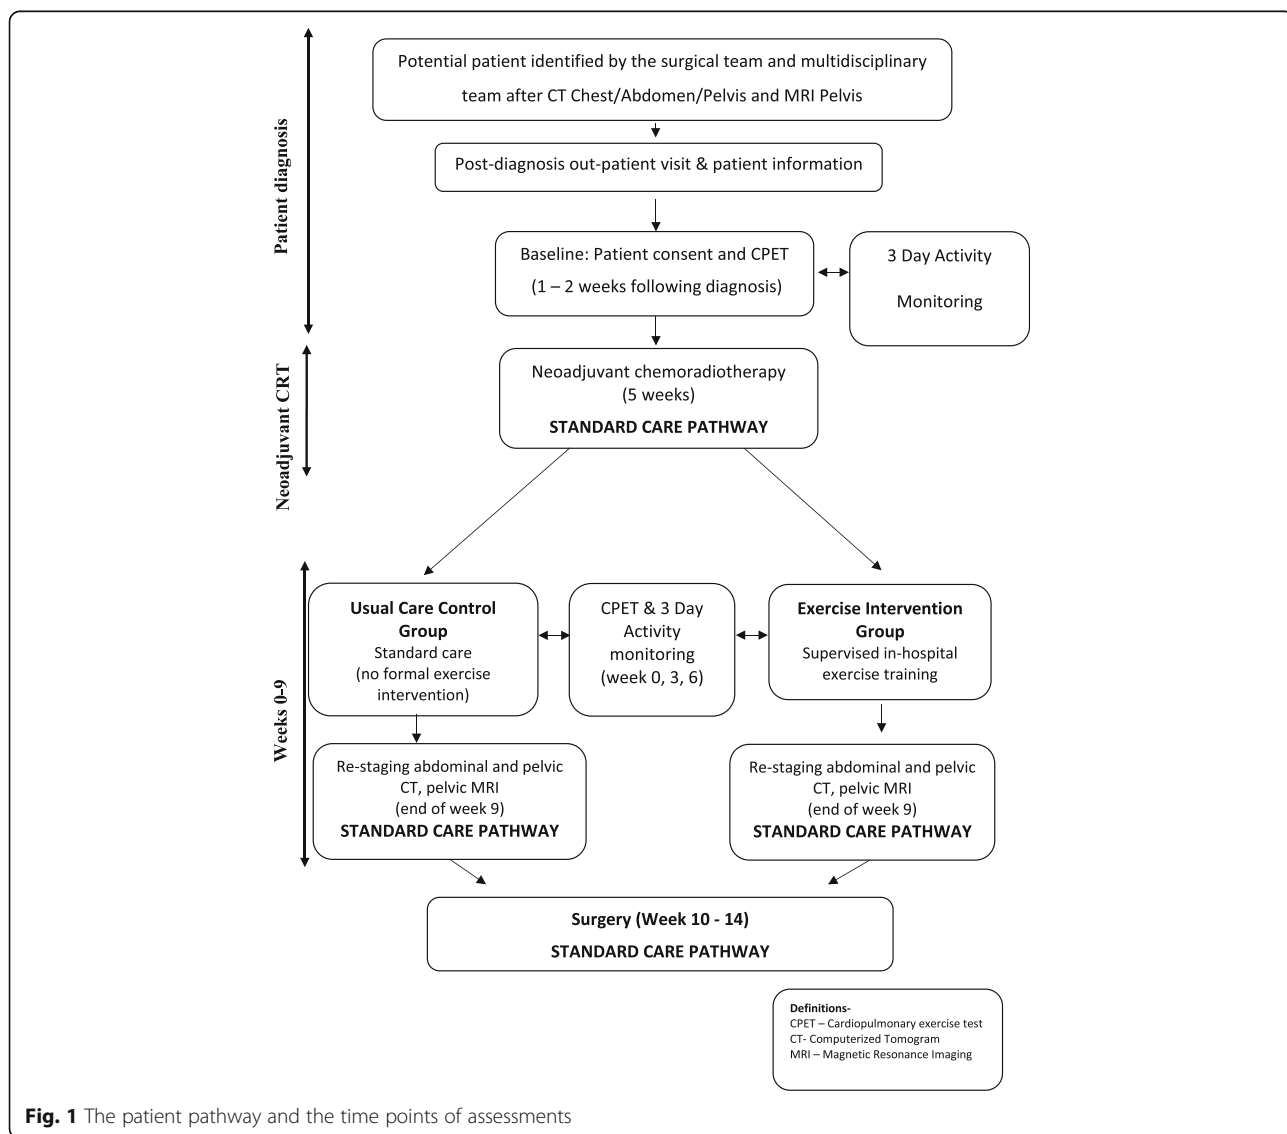 Patient diagnosis
Potential patient identified by the surgical team and multidisciplinary
team after CT Chest/Abdomen/Pelvis and MRI Pelvis
Post-diagnosis out-patient visit & patient information
Baseline: Patient consent and CPET
(1 – 2 weeks following diagnosis)
3 Day Activity
Monitoring
Neoadjuvant CRT
Neoadjuvant chemoradiotherapy
(5 weeks)
STANDARD CARE PATHWAY
Weeks 0-9
Usual Care Control
Group
Standard care
(no formal exercise
intervention)
CPET & 3 Day
Activity
monitoring
(week 0, 3, 6)
Exercise Intervention
Group
Supervised in-hospital
exercise training
Re-staging abdominal and pelvic
CT, pelvic MRI
(end of week 9)
STANDARD CARE PATHWAY
Re-staging abdominal and pelvic
CT, pelvic MRI
(end of week 9)
STANDARD CARE PATHWAY
Surgery (Week 10 - 14)
STANDARD CARE PATHWAY
Definitions-
CPET – Cardiopulmonary exercise test
CT- Computerized Tomogram
MRI – Magnetic Resonance Imaging
Fig. 1 The patient pathway and the time points of assessments